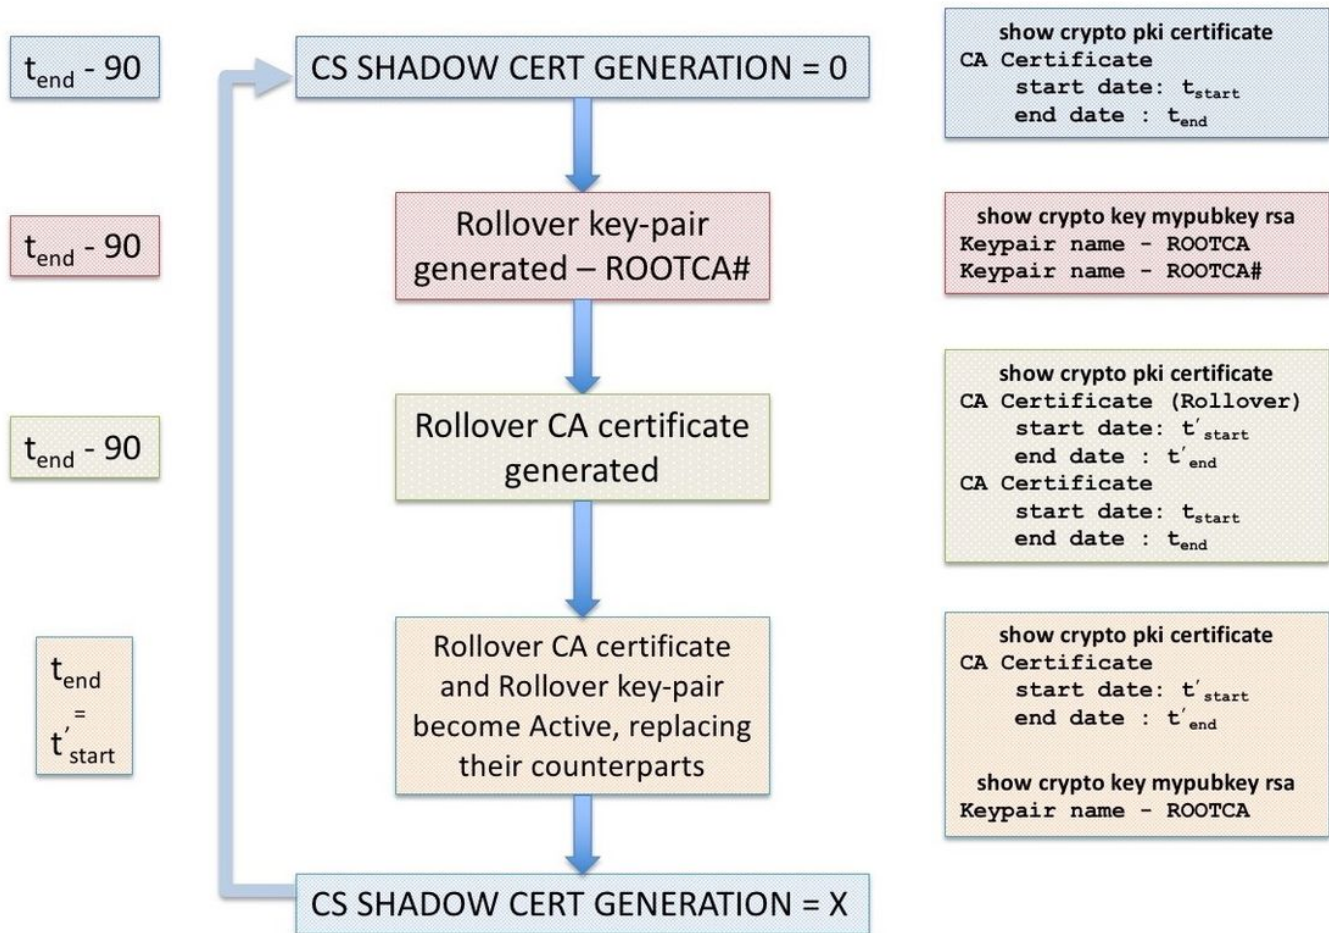 t_end - 90
CS SHADOW CERT GENERATION = 0
show crypto pki certificate
CA Certificate
start date: t_start
end date : t_end
t_end - 90
Rollover key-pair
generated – ROOTCA#
show crypto key mypubkey rsa
Keypair name - ROOTCA
Keypair name - ROOTCA#
t_end - 90
Rollover CA certificate
generated
show crypto pki certificate
CA Certificate (Rollover)
start date: t'_start
end date : t'_end
CA Certificate
start date: t_start
end date : t_end
t_end
=
t'_start
Rollover CA certificate
and Rollover key-pair
become Active, replacing
their counterparts
show crypto pki certificate
CA Certificate
start date: t'_start
end date : t'_end
show crypto key mypubkey rsa
Keypair name - ROOTCA
CS SHADOW CERT GENERATION = X